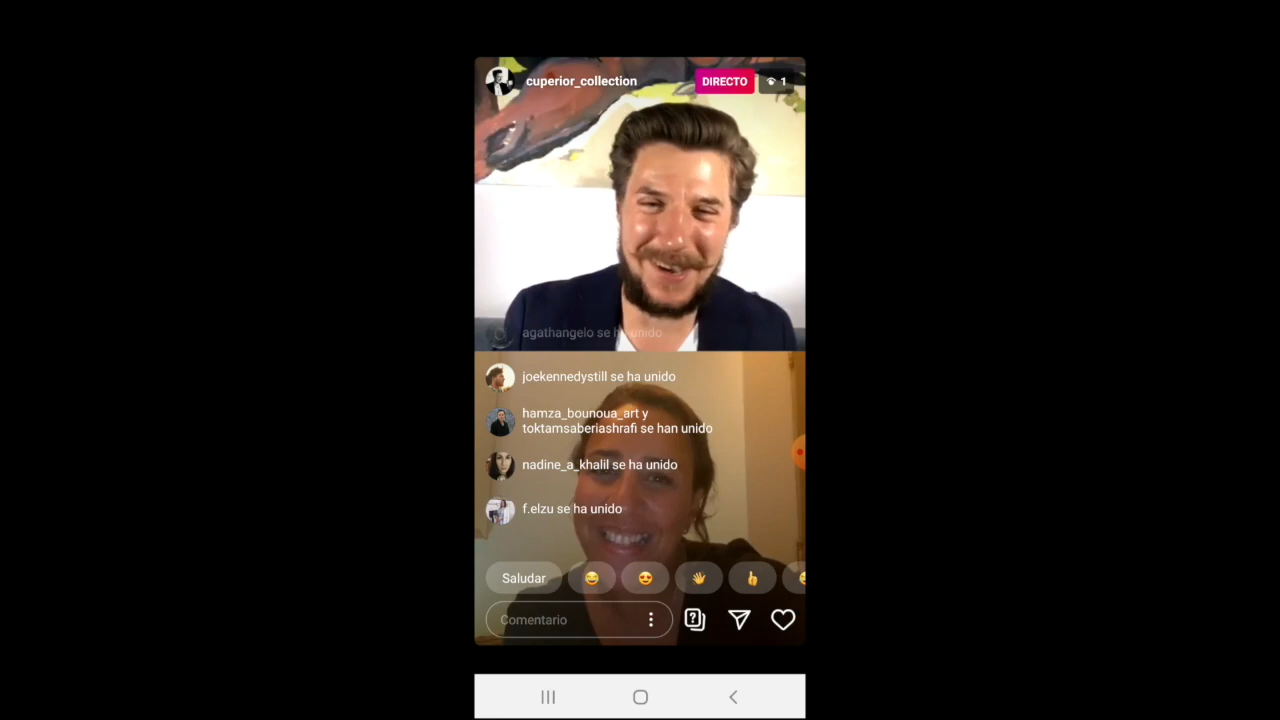 cuperior_collection DIRECTO 1
agathangelo se ha unido
joekennedystill se ha unido
hamza_bounoua_art y
toktamsaberiashrafi se han unido
nadine_a_khalil se ha unido
f.elzu se ha unido
Saludar
Comentario